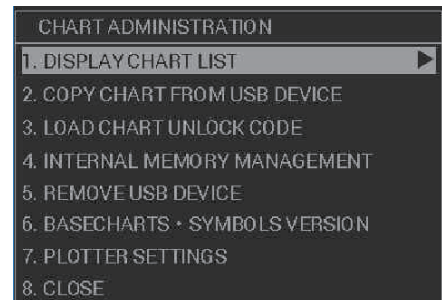 CHART ADMINISTRATION
1. DISPLAY CHART LIST
2. COPY CHART FROM USB DEVICE
3. LOAD CHART UNLOCK CODE
4. INTERNAL MEMORY MANAGEMENT
5. REMOVE USB DEVICE
6. BASECHARTS・SYMBOLS VERSION
7. PLOTTER SETTINGS
8. CLOSE